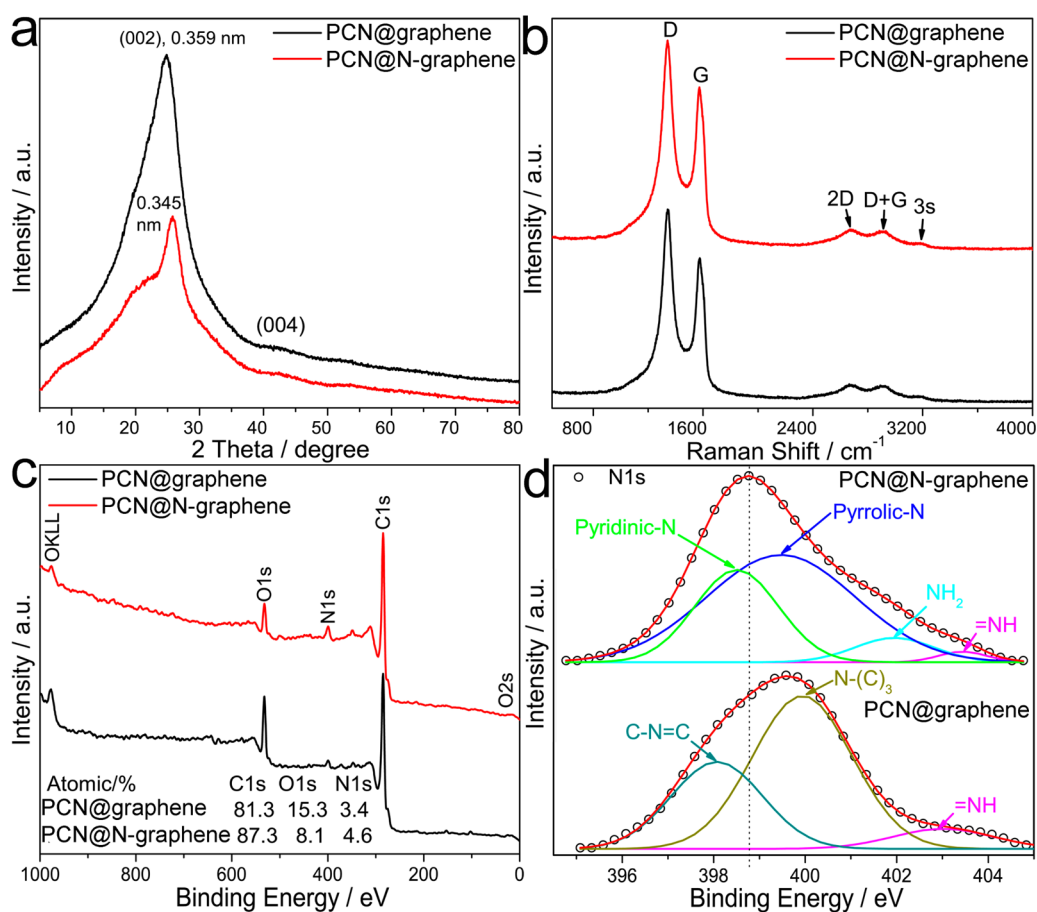 a
(002), 0.359 nm
PCN@graphene
PCN@N-graphene
0.345
nm
(004)
Intensity / a.u.
10 20 30 40 50 60 70 80
2 Theta / degree
b
D
G
PCN@graphene
PCN@N-graphene
2D
D+G
3s
Intensity / a.u.
800 1600 2400 3200 4000
Raman Shift / cm⁻¹
c
PCN@graphene
PCN@N-graphene
OKLL
O1s
N1s
C1s
O2s
Atomic/%
C1s O1s N1s
PCN@graphene 81.3 15.3 3.4
PCN@N-graphene 87.3 8.1 4.6
Intensity / a.u.
1000 800 600 400 200 0
Binding Energy / eV
d
N1s
PCN@N-graphene
Pyridinic-N
Pyrrolic-N
NH₂
=NH
N-(C)₃
PCN@graphene
C-N=C
=NH
Intensity / a.u.
396 398 400 402 404
Binding Energy / eV